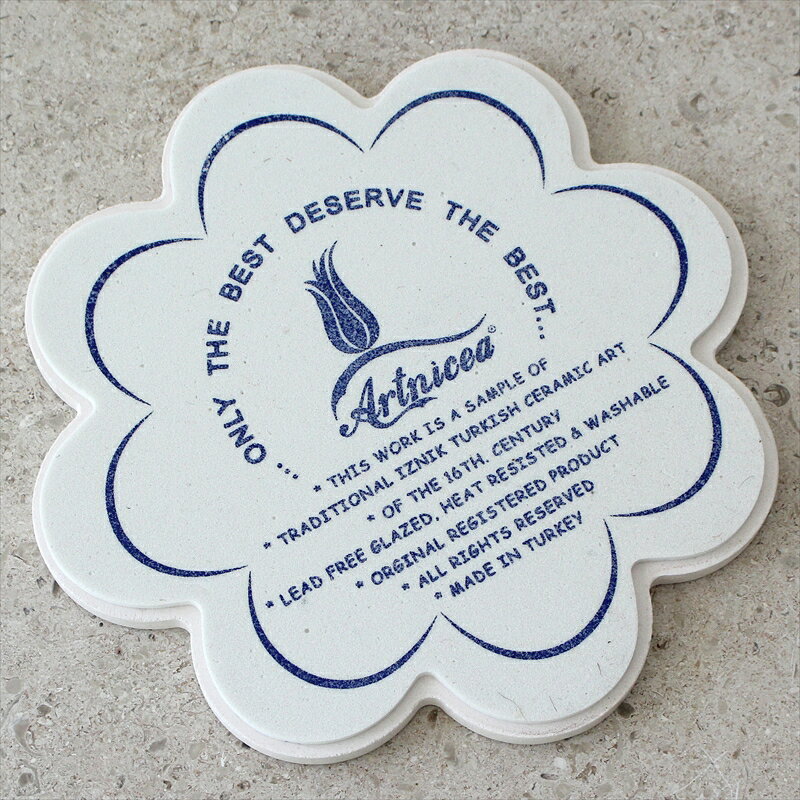 ... ONLY THE BEST DESERVE THE BEST...
Artnicea®
* THIS WORK IS A SAMPLE OF
* TRADITIONAL IZNIK TURKISH CERAMIC ART
* OF THE 16TH. CENTURY
* LEAD FREE GLAZED, HEAT RESISTED & WASHABLE
* ORGINAL REGISTERED PRODUCT
* ALL RIGHTS RESERVED
* MADE IN TURKEY